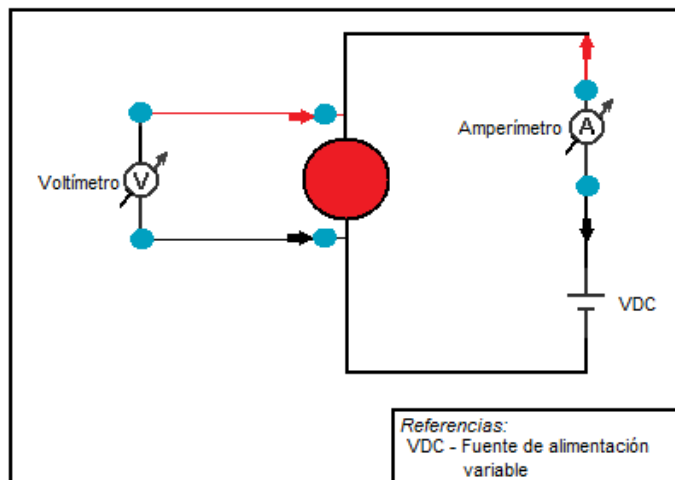 Voltímetro
V
Amperímetro
A
VDC
Referencias:
VDC - Fuente de alimentación
variable